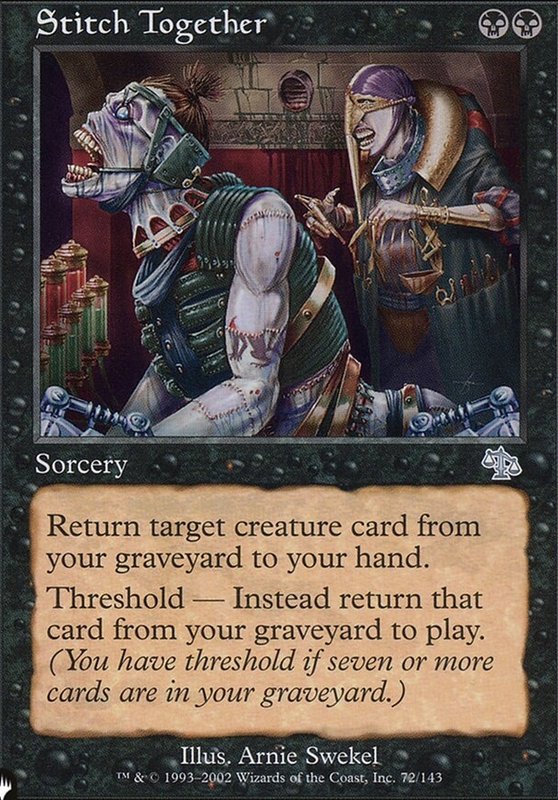 Stitch Together
Sorcery
Return target creature card from
your graveyard to your hand.
Threshold — Instead return that
card from your graveyard to play.
(You have threshold if seven or more
cards are in your graveyard.)
Illus. Arnie Swekel
™ & © 1993-2002 Wizards of the Coast, Inc. 72/143